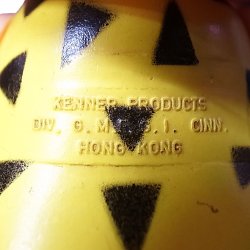 KENNER PRODUCTS
DIV. G. M. F. G. I. CINN.
HONG KONG